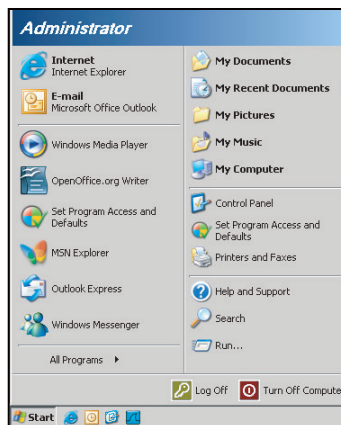 Administrator
Internet
Internet Explorer
E-mail
Microsoft Office Outlook
Windows Media Player
OpenOffice.org Writer
Set Program Access and
Defaults
MSN Explorer
Outlook Express
Windows Messenger
All Programs
My Documents
My Recent Documents
My Pictures
My Music
My Computer
Control Panel
Set Program Access and
Defaults
Printers and Faxes
Help and Support
Search
Run...
Log Off
Turn Off Compute
Start